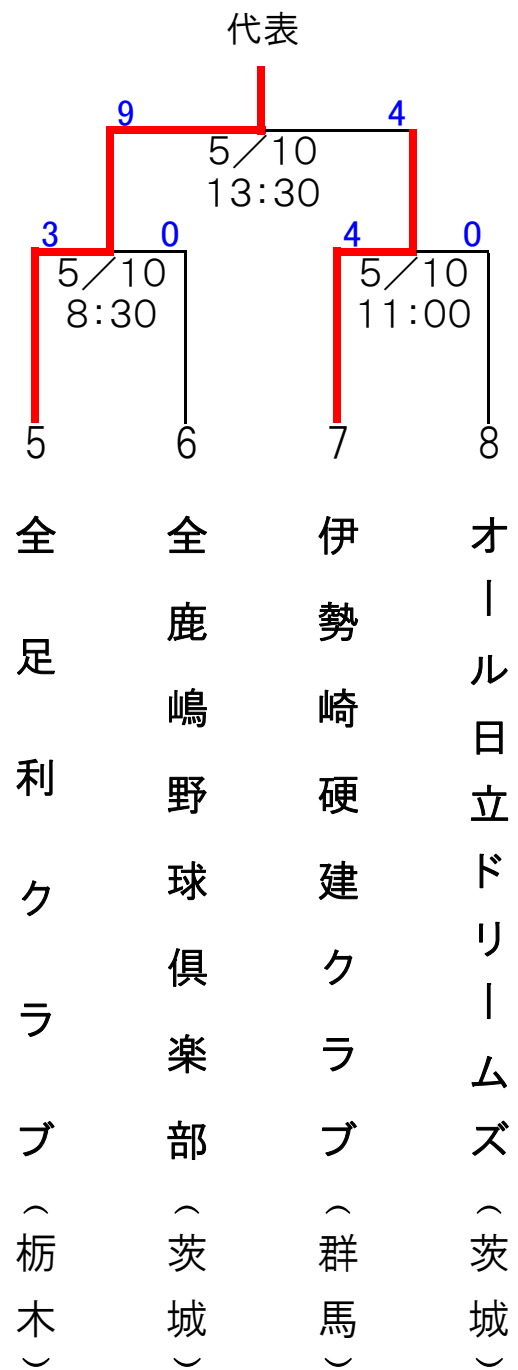 代表
9 4
5/10
13:30
3 0 4 0
5/10 5/10
8:30 11:00
5 6 7 8
全足利クラブ(栃木)
全鹿嶋野球倶楽部(茨城)
伊勢崎硬建クラブ(群馬)
オール日立ドリームズ(茨城)